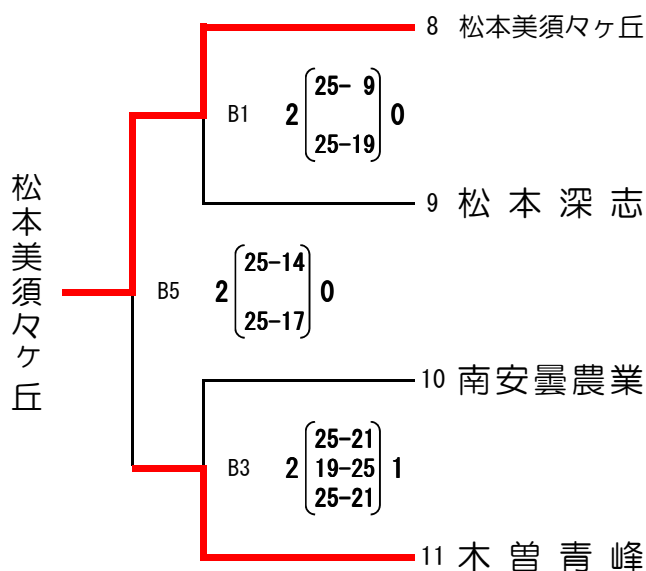 8 松本美須々ヶ丘
B1 2 25- 9 0
25-19
9 松本深志
松本美須々ヶ丘
B5 2 25-14 0
25-17
10 南安曇農業
B3 2 25-21 1
19-25
25-21
11 木曽青峰